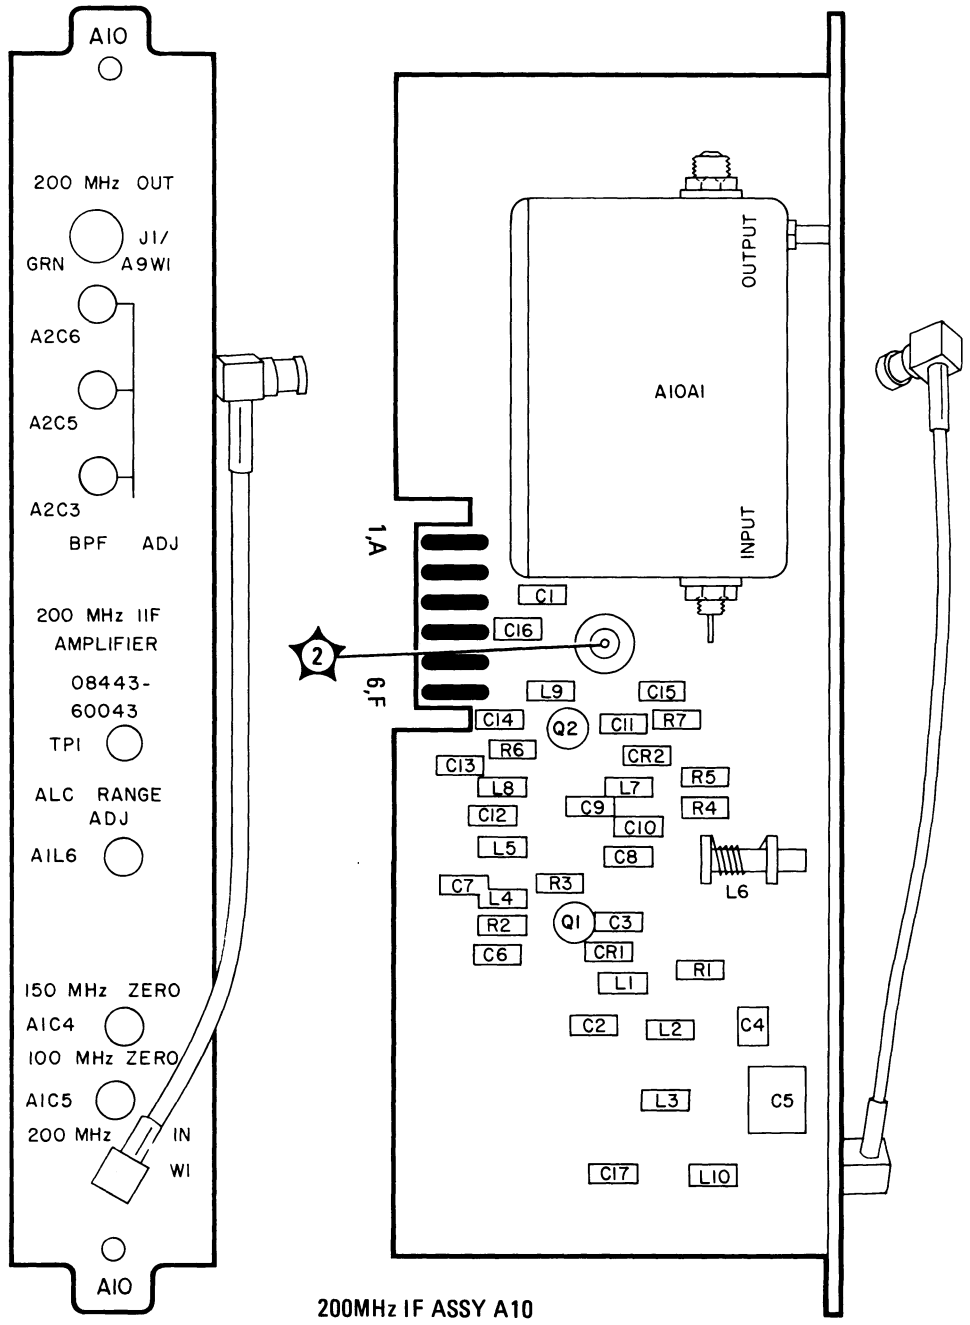 A10
200 MHz OUT
J1/
GRN A9W1
A2C6
A2C5
A2C3
BPF ADJ
200 MHz IIF
AMPLIFIER
08443-
60043
TP1
ALC RANGE
ADJ
A1L6
150 MHz ZERO
A1C4
100 MHz ZERO
A1C5
200 MHz IN
W1
A10
OUTPUT
A10A1
INPUT
1,A
6,F
2
C1
C16
L9
C15
C14
Q2
C11
R7
R6
CR2
C13
L8
L7
R5
C9
R4
C12
C10
L5
C8
L6
C7
R3
L4
R2
Q1
C3
C6
CR1
R1
L1
C2
L2
C4
L3
C5
C17
L10
200MHz IF ASSY A10